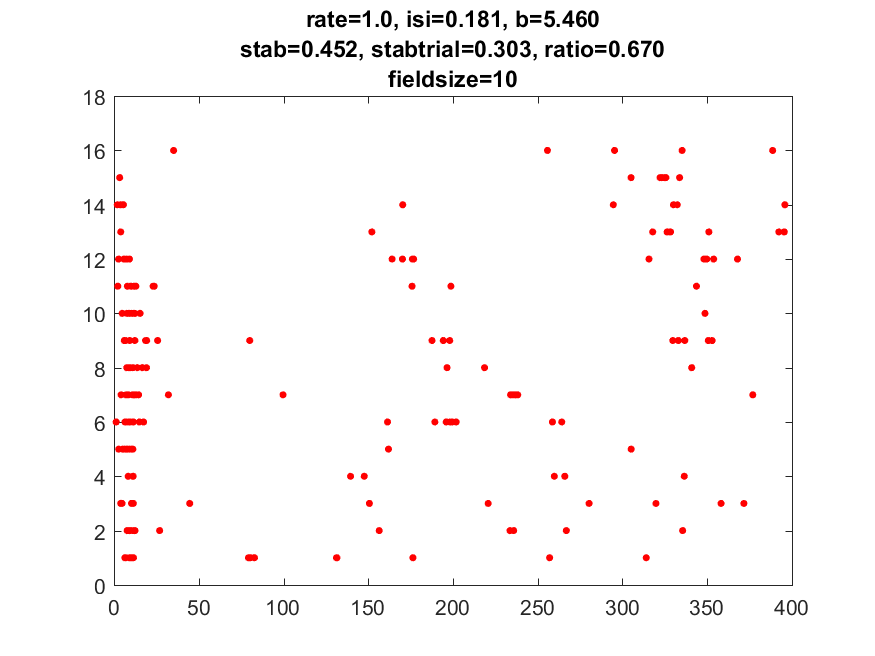 rate=1.0, isi=0.181, b=5.460
stab=0.452, stabtrial=0.303, ratio=0.670
fieldsize=10
18
16
14
12
10
8
6
4
2
0
0 50 100 150 200 250 300 350 400